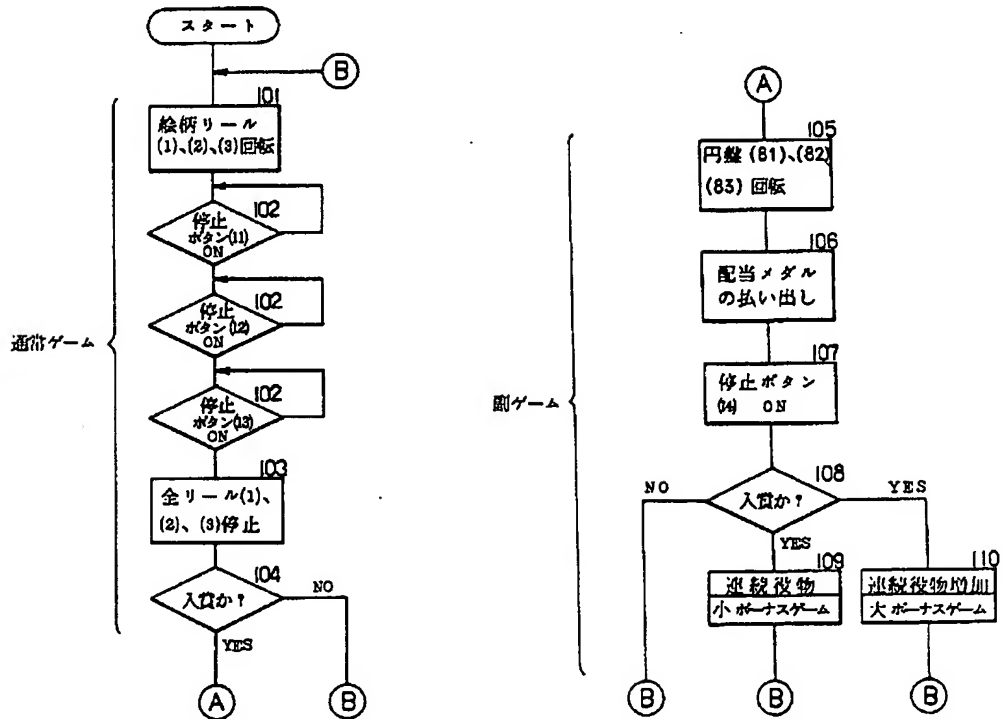 スタート
B
101
絵柄リール
(1)、(2)、(3)回転
102
停止
ボタン(11)
ON
102
停止
ボタン(12)
ON
102
停止
ボタン(13)
ON
103
全リール(1)、
(2)、(3)停止
104
入賞か?
NO
YES
A
B
通常ゲーム
A
105
円盤(81)、(82)
(83)回転
106
配当メダル
の払い出し
107
停止ボタン
(14) ON
108
入賞か?
NO
YES
YES
109
連続役物
小ボーナスゲーム
110
連続役物増加
大ボーナスゲーム
B
B
B
副ゲーム